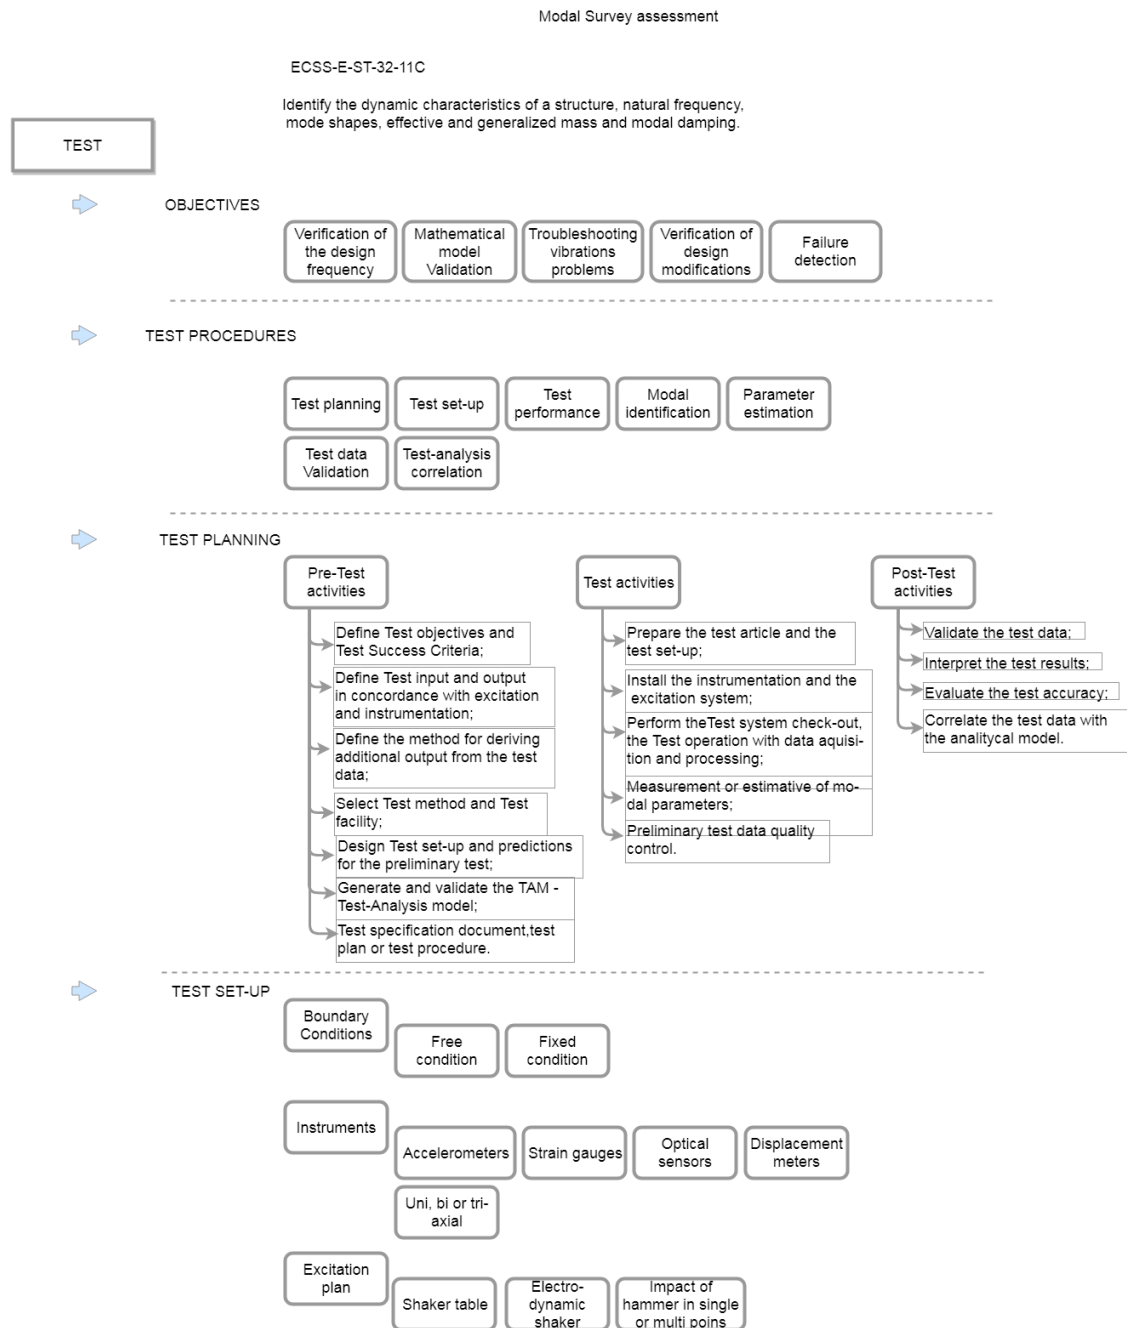 Modal Survey assessment
ECSS-E-ST-32-11C
Identify the dynamic characteristics of a structure, natural frequency,
mode shapes, effective and generalized mass and modal damping.
TEST
OBJECTIVES
Verification of
the design
frequency
Mathematical
model
Validation
Troubleshooting
vibrations
problems
Verification of
design
modifications
Failure
detection
TEST PROCEDURES
Test planning
Test set-up
Test
performance
Modal
identification
Parameter
estimation
Test data
Validation
Test-analysis
correlation
TEST PLANNING
Pre-Test
activities
Define Test objectives and
Test Success Criteria;
Define Test input and output
in concordance with excitation
and instrumentation;
Define the method for deriving
additional output from the test
data;
Select Test method and Test
facility;
Design Test set-up and predictions
for the preliminary test;
Generate and validate the TAM -
Test-Analysis model;
Test specification document,test
plan or test procedure.
Test activities
Prepare the test article and the
test set-up;
Install the instrumentation and the
excitation system;
Perform theTest system check-out,
the Test operation with data aquisi-
tion and processing;
Measurement or estimative of mo-
dal parameters;
Preliminary test data quality
control.
Post-Test
activities
Validate the test data;
Interpret the test results;
Evaluate the test accuracy;
Correlate the test data with
the analitycal model.
TEST SET-UP
Boundary
Conditions
Free
condition
Fixed
condition
Instruments
Accelerometers
Strain gauges
Optical
sensors
Displacement
meters
Uni, bi or tri-
axial
Excitation
plan
Shaker table
Electro-
dynamic
shaker
Impact of
hammer in single
or multi poins